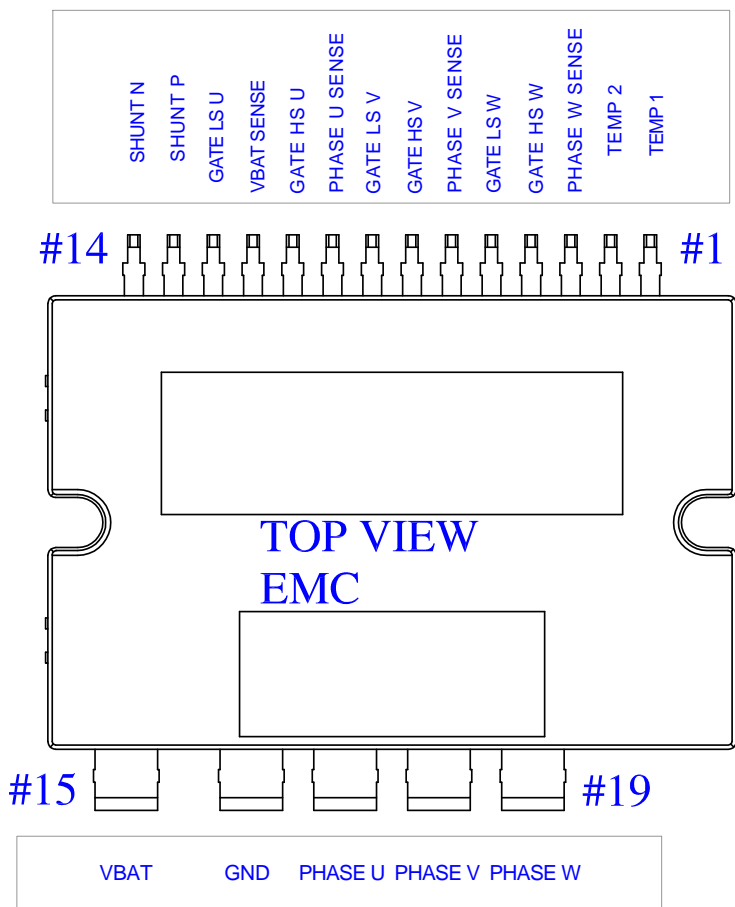 SHUNT N
SHUNT P
GATE LS U
VBAT SENSE
GATE HS U
PHASE U SENSE
GATE LS V
GATE HS V
PHASE V SENSE
GATE LS W
GATE HS W
PHASE W SENSE
TEMP 2
TEMP 1
#14
#1
TOP VIEW
EMC
#15
#19
VBAT
GND
PHASE U
PHASE V
PHASE W